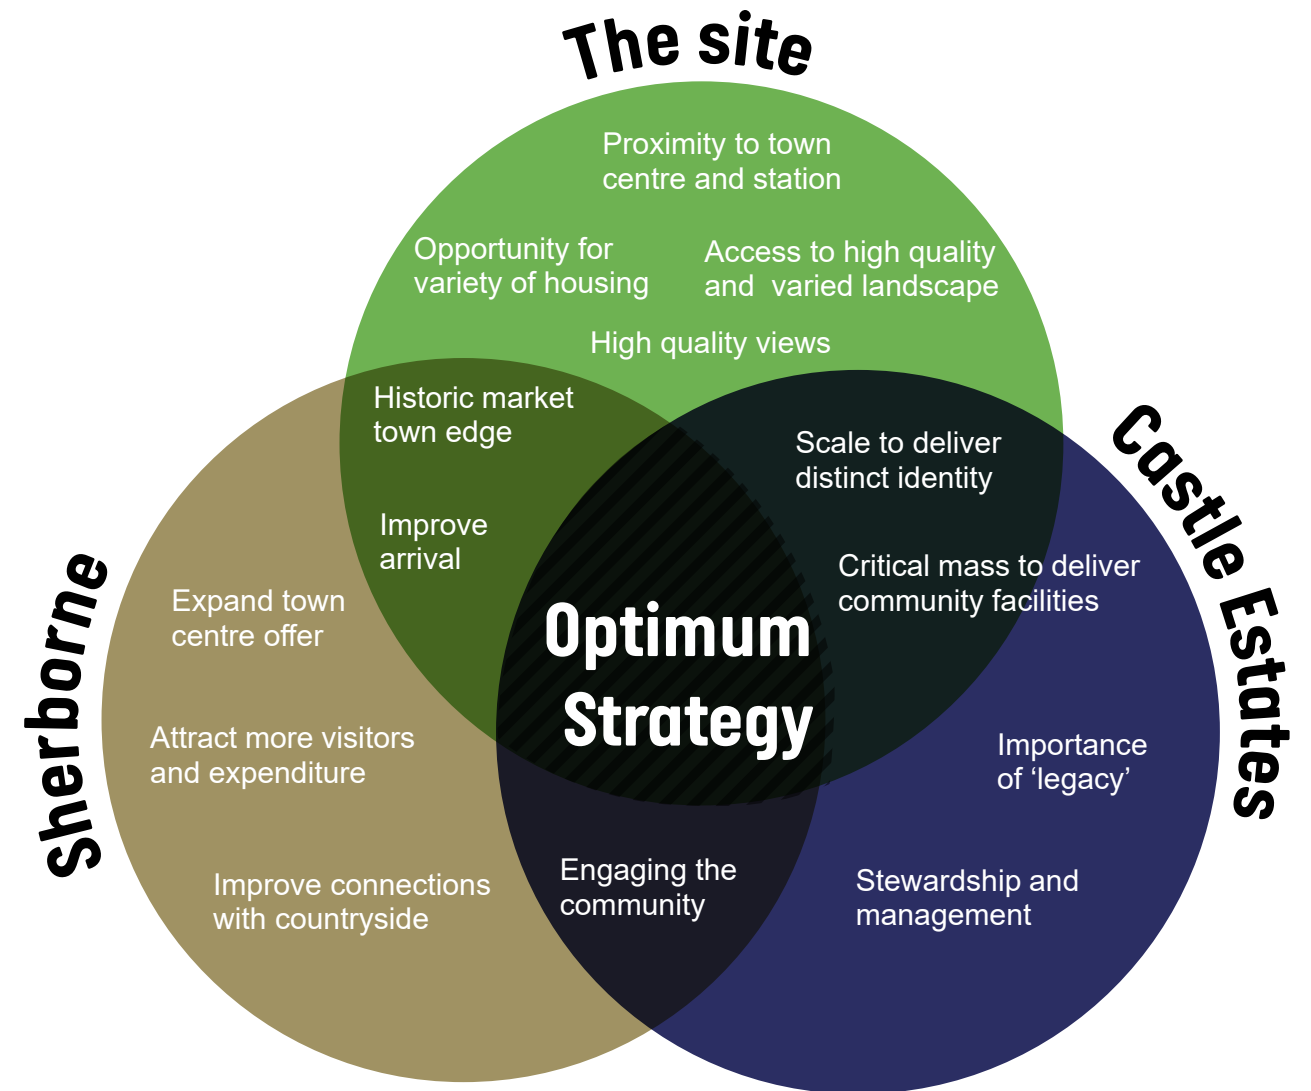 The site
Proximity to town
centre and station
Opportunity for
variety of housing
Access to high quality
and varied landscape
High quality views
Historic market
town edge
Improve
arrival
Scale to deliver
distinct identity
Critical mass to deliver
community facilities
Castle Estates
Sherborne
Expand town
centre offer
Optimum
Strategy
Attract more visitors
and expenditure
Importance
of ‘legacy’
Improve connections
with countryside
Engaging the
community
Stewardship and
management